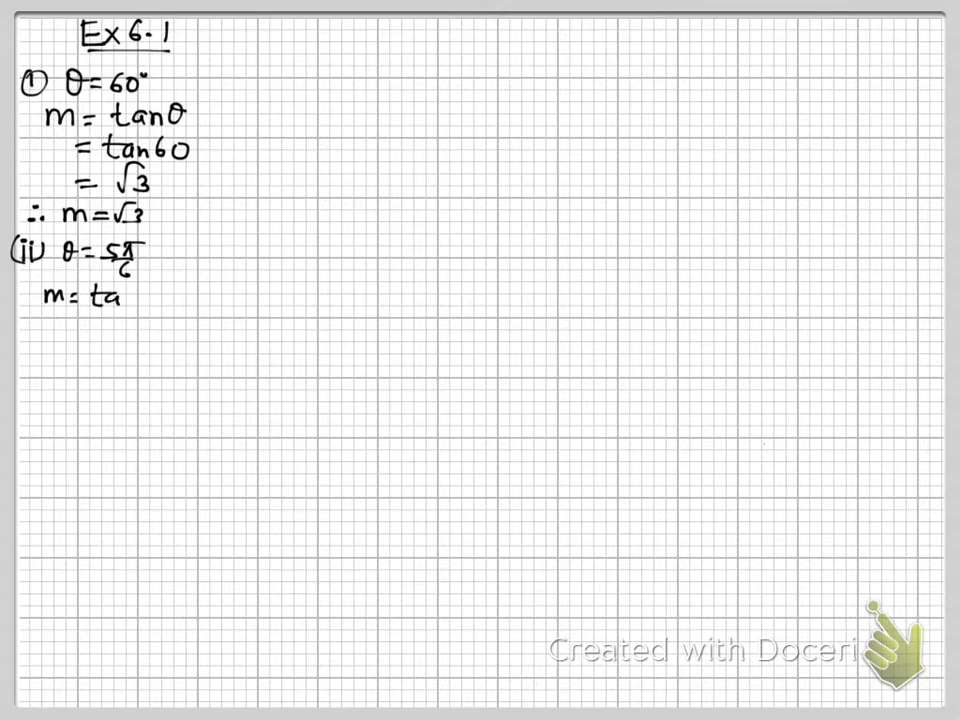 Ex 6.1
① θ = 60°
m = tanθ
= tan60
= √3
∴ m = √3
(ii) θ = 5π/6
m = ta
Created with Doceri